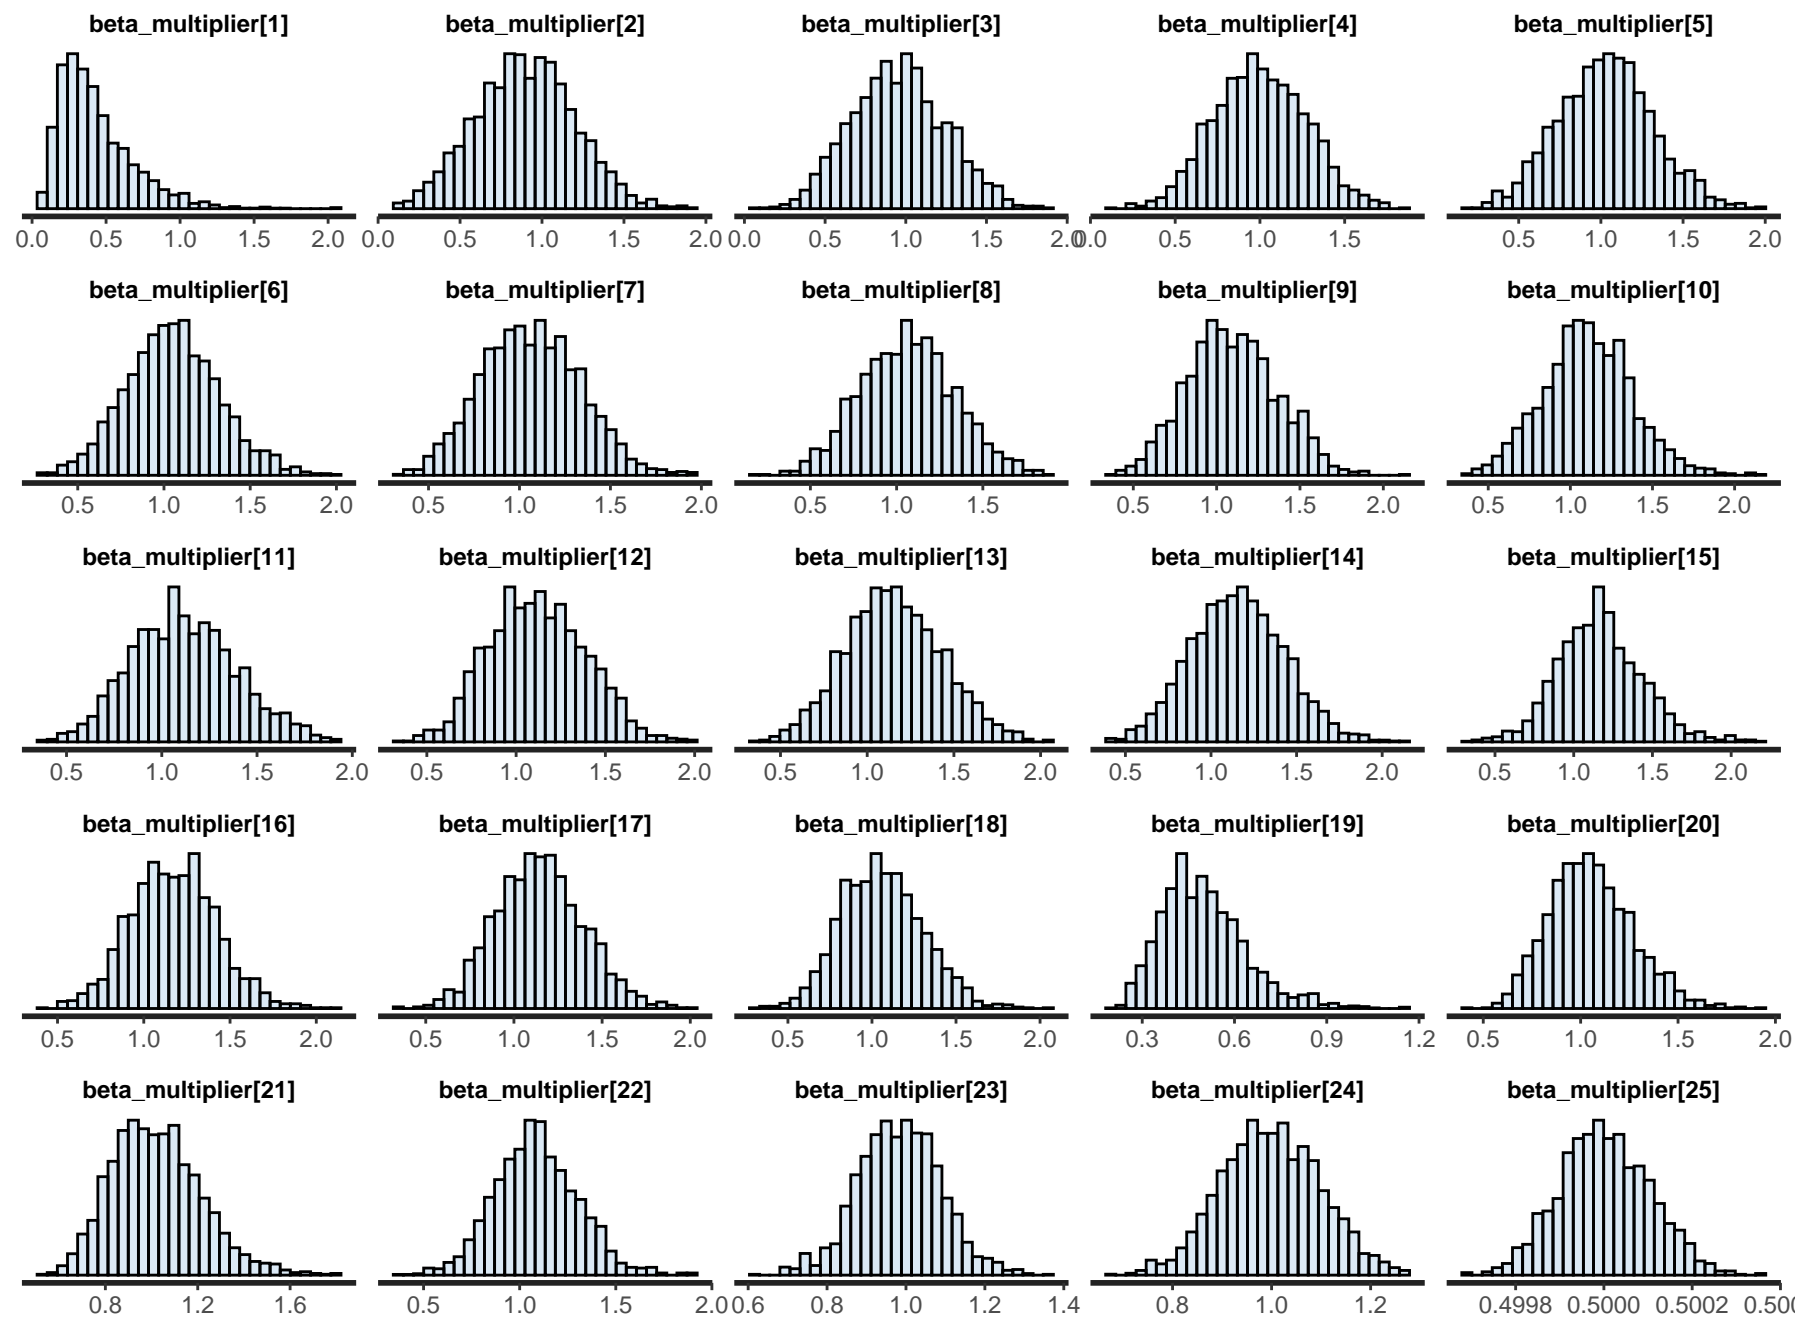 beta_multiplier[1] beta_multiplier[2] beta_multiplier[3] beta_multiplier[4] beta_multiplier[5]
0.0 0.5 1.0 1.5 2.0 0.0 0.5 1.0 1.5 2.0 0.0 0.5 1.0 1.5 2.0 0.0 0.5 1.0 1.5 0.5 1.0 1.5 2.0
beta_multiplier[6] beta_multiplier[7] beta_multiplier[8] beta_multiplier[9] beta_multiplier[10]
0.5 1.0 1.5 2.0 0.5 1.0 1.5 2.0 0.5 1.0 1.5 0.5 1.0 1.5 2.0 0.5 1.0 1.5 2.0
beta_multiplier[11] beta_multiplier[12] beta_multiplier[13] beta_multiplier[14] beta_multiplier[15]
0.5 1.0 1.5 2.0 0.5 1.0 1.5 2.0 0.5 1.0 1.5 2.0 0.5 1.0 1.5 2.0 0.5 1.0 1.5 2.0
beta_multiplier[16] beta_multiplier[17] beta_multiplier[18] beta_multiplier[19] beta_multiplier[20]
0.5 1.0 1.5 2.0 0.5 1.0 1.5 2.0 0.5 1.0 1.5 2.0 0.3 0.6 0.9 1.2 0.5 1.0 1.5 2.0
beta_multiplier[21] beta_multiplier[22] beta_multiplier[23] beta_multiplier[24] beta_multiplier[25]
0.8 1.2 1.6 0.5 1.0 1.5 2.0 0.6 0.8 1.0 1.2 1.4 0.8 1.0 1.2 0.4998 0.5000 0.5002